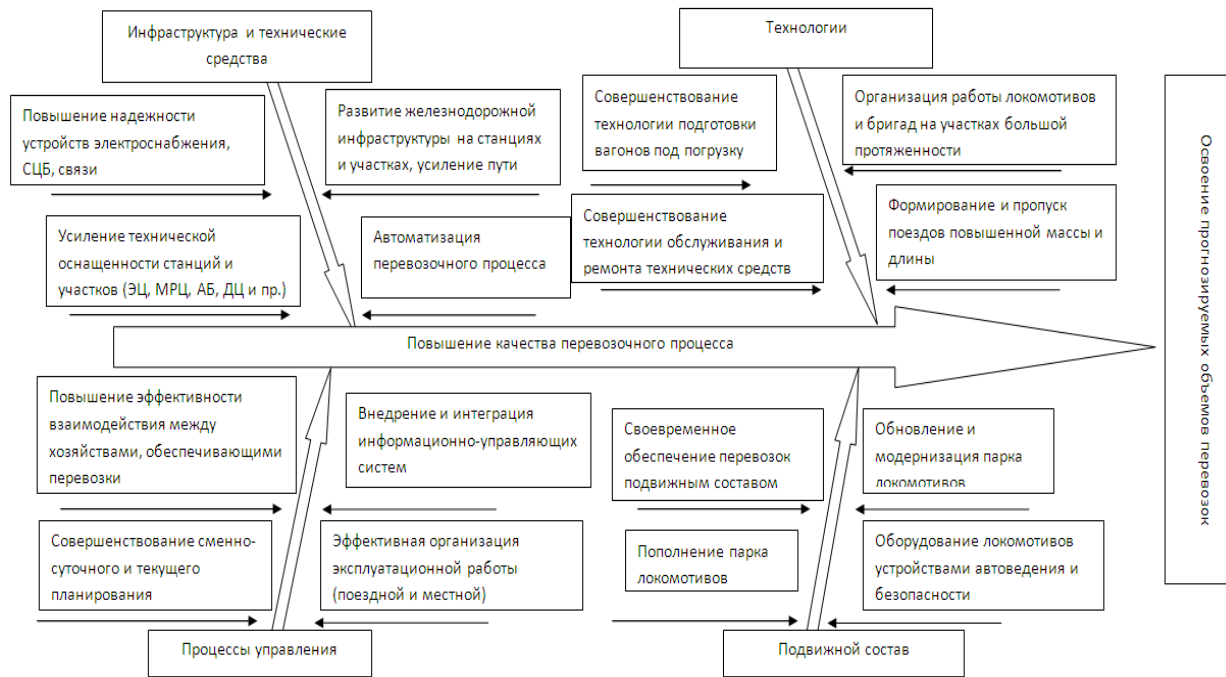 Инфраструктура и технические
средства
Технологии
Повышение надежности
устройств электроснабжения,
СЦБ, связи
Развитие железнодорожной
инфраструктуры на станциях
и участках, усиление пути
Совершенствование
технологии подготовки
вагонов под погрузку
Организация работы локомотивов
и бригад на участках большой
протяженности
Усиление технической
оснащенности станций и
участков (ЭЦ, МРЦ, АБ, ДЦ и пр.)
Автоматизация
перевозочного процесса
Совершенствование
технологии обслуживания и
ремонта технических средств
Формирование и пропуск
поездов повышенной массы и
длины
Повышение качества перевозочного процесса
Освоение прогнозируемых объемов перевозок
Повышение эффективности
взаимодействия между
хозяйствами, обеспечивающими
перевозки
Внедрение и интеграция
информационно-управляющих
систем
Своевременное
обеспечение перевозок
подвижным составом
Обновление и
модернизация парка
локомотивов
Совершенствование сменно-
суточного и текущего
планирования
Эффективная организация
эксплуатационной работы
(поездной и местной)
Пополнение парка
локомотивов
Оборудование локомотивов
устройствами автоведения и
безопасности
Процессы управления
Подвижной состав